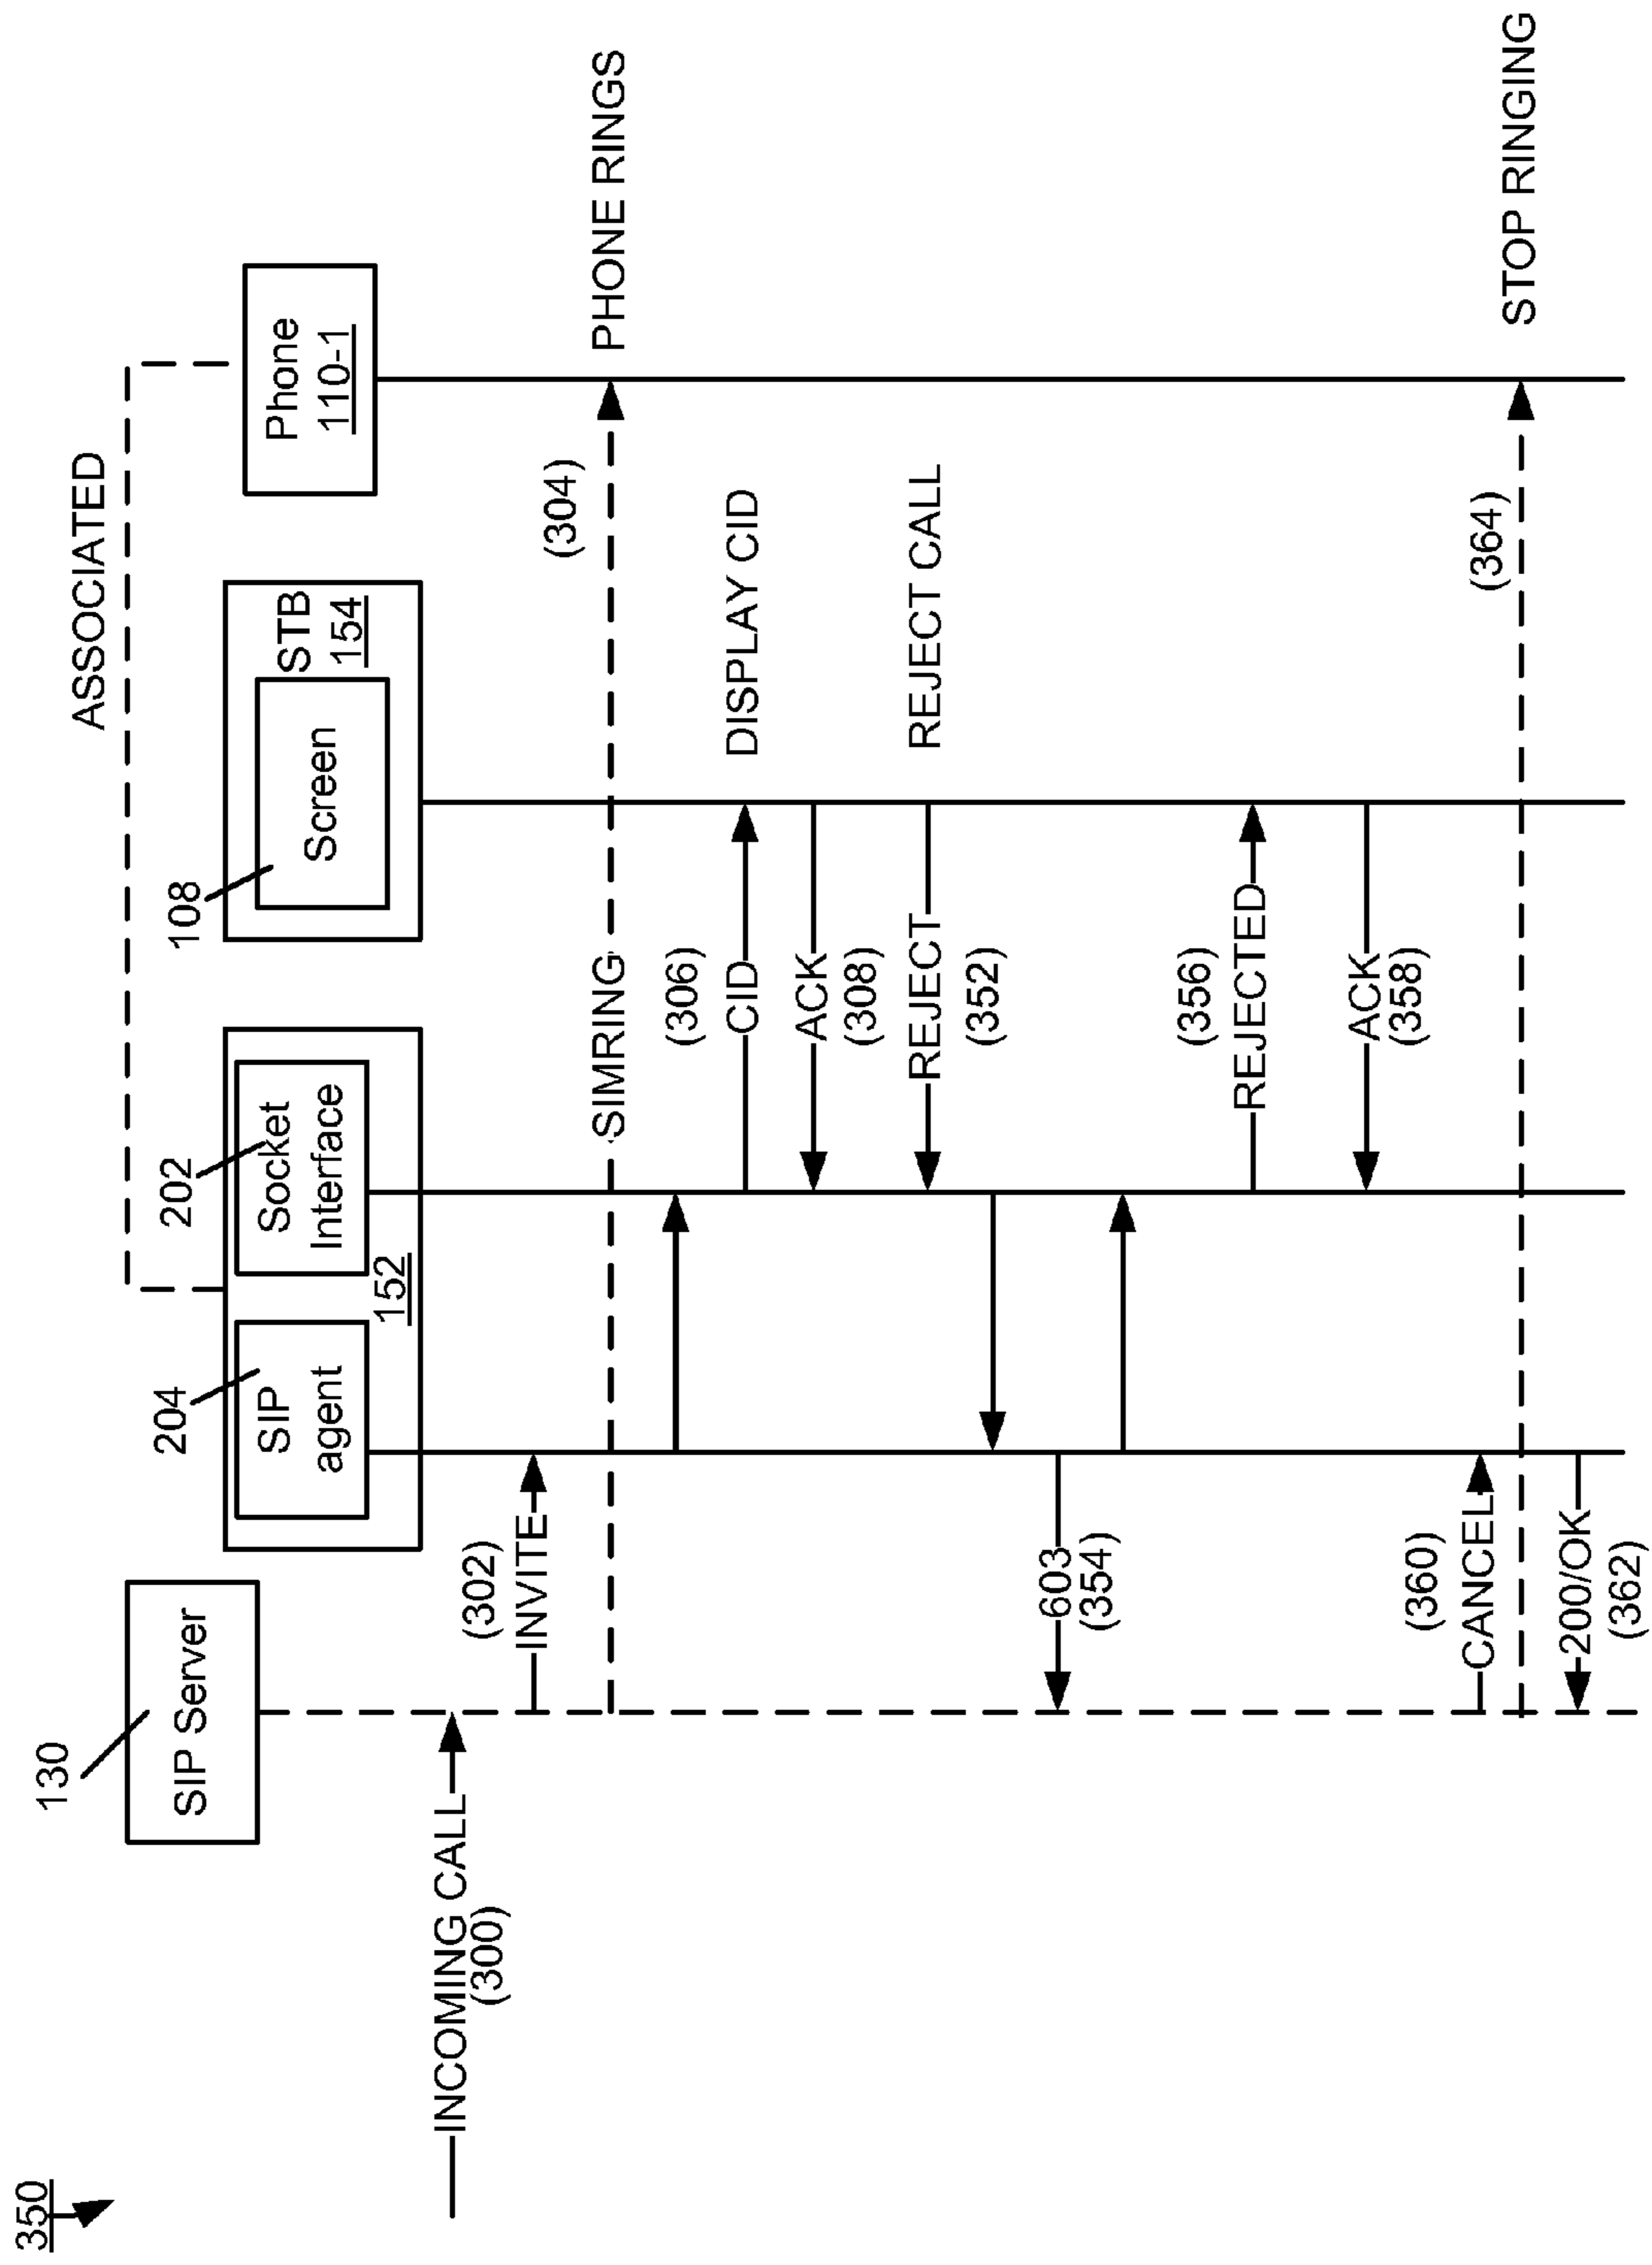 350
ASSOCIATED
130
SIP Server
204
SIP
agent
202
Socket
Interface
152
108
Screen
STB
154
Phone
110-1
INCOMING CALL
(300)
(302)
INVITE
(304)
SIMRING
PHONE RINGS
(306)
CID
DISPLAY CID
ACK
(308)
REJECT
REJECT CALL
(352)
603
(354)
(356)
REJECTED
ACK
(358)
(360)
CANCEL
(364)
STOP RINGING
200/OK
(362)